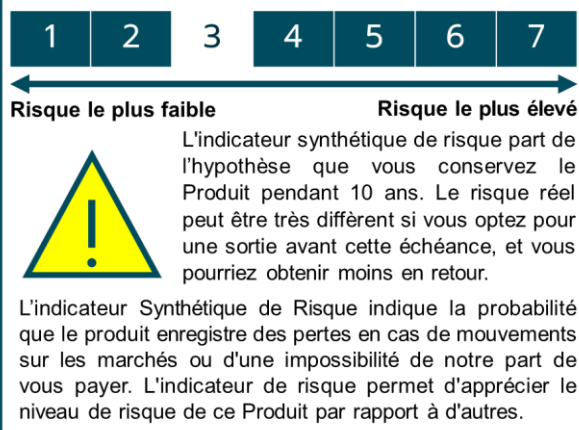 1 2 3 4 5 6 7
Risque le plus faible Risque le plus élevé
L'indicateur synthétique de risque part de
l’hypothèse que vous conservez le
Produit pendant 10 ans. Le risque réel
peut être très diffèrent si vous optez pour
une sortie avant cette échéance, et vous
pourriez obtenir moins en retour.
L’indicateur Synthétique de Risque indique la probabilité
que le produit enregistre des pertes en cas de mouvements
sur les marchés ou d'une impossibilité de notre part de
vous payer. L'indicateur de risque permet d'apprécier le
niveau de risque de ce Produit par rapport à d'autres.